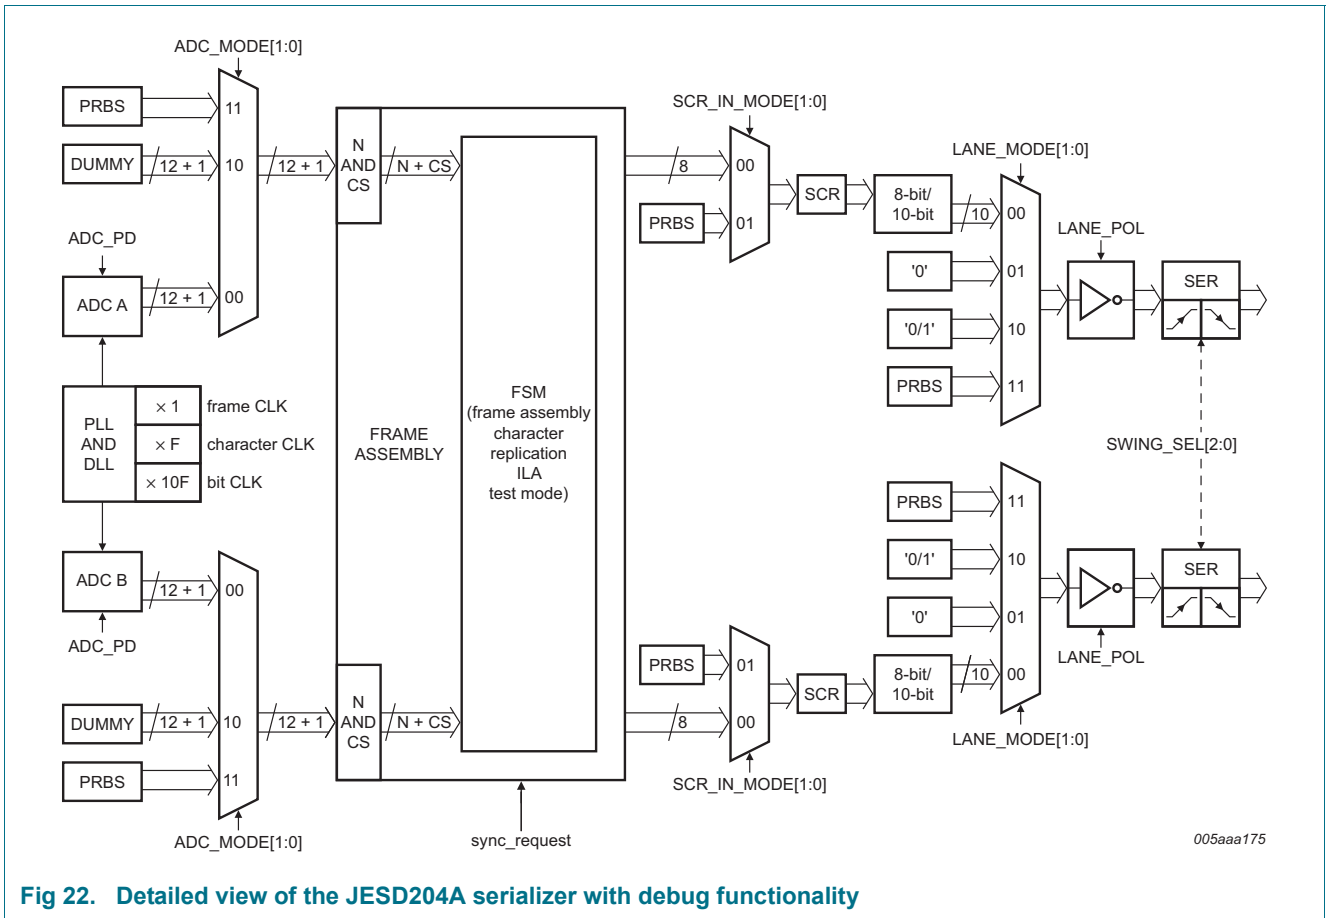 ADC_MODE[1:0]
PRBS
11
DUMMY
12 + 1
10
12 + 1
N
AND
CS
N + CS
ADC_PD
ADC A
12 + 1
00
PLL
AND
DLL
× 1
frame CLK
× F
character CLK
× 10F
bit CLK
ADC B
12 + 1
00
ADC_PD
DUMMY
12 + 1
10
12 + 1
N
AND
CS
N + CS
PRBS
11
ADC_MODE[1:0]
FRAME
ASSEMBLY
FSM
(frame assembly
character
replication
ILA
test mode)
sync_request
SCR_IN_MODE[1:0]
8
00
PRBS
01
SCR
8-bit/
10-bit
10
00
LANE_MODE[1:0]
'0'
01
'0/1'
10
PRBS
11
LANE_POL
SER
SWING_SEL[2:0]
PRBS
11
'0/1'
10
'0'
01
8-bit/
10-bit
10
00
LANE_MODE[1:0]
SER
LANE_POL
PRBS
01
8
00
SCR
SCR_IN_MODE[1:0]
005aaa175
Fig 22. Detailed view of the JESD204A serializer with debug functionality